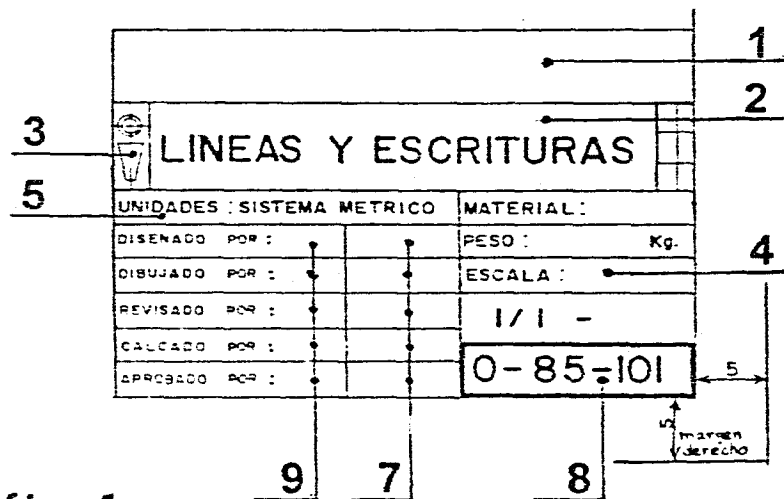 1
2
3
LINEAS Y ESCRITURAS
5
UNIDADES : SISTEMA METRICO MATERIAL :
DISENADO POR : PESO : Kg.
DIBUJADO POR : ESCALA : 4
REVISADO POR : 1/1 -
CALCADO POR :
APROBADO POR : 0-85-101 5
5 margen
derecho
9 7 8